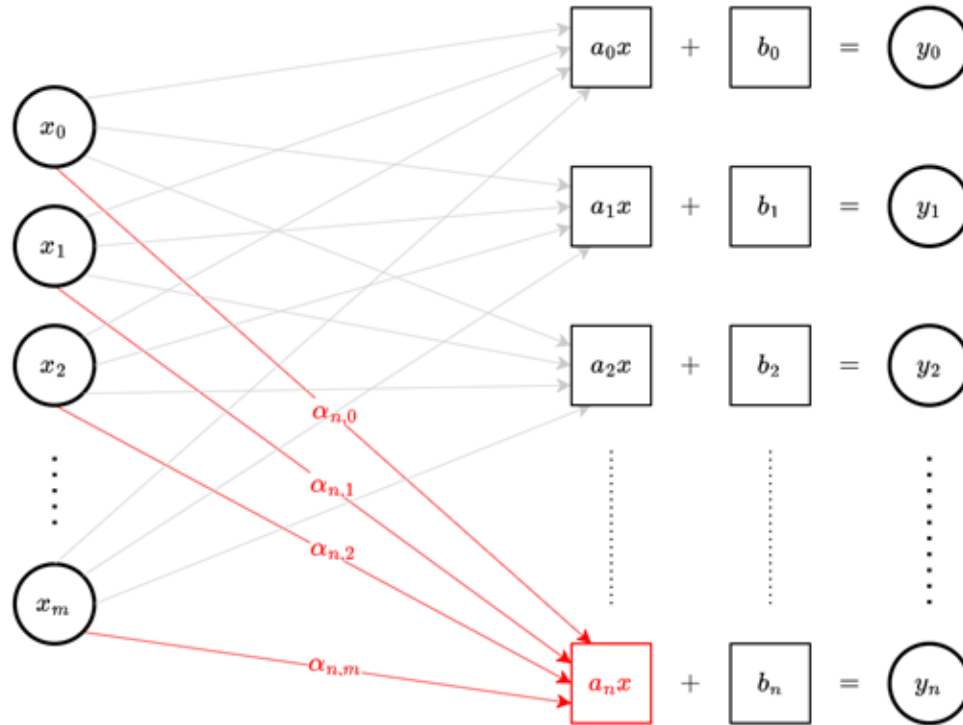 a₀x + b₀ = y₀
x₀
a₁x + b₁ = y₁
x₁
a₂x + b₂ = y₂
x₂
αₙ,₀
αₙ,₁
αₙ,₂
xₘ
αₙ,ₘ
aₙx + bₙ = yₙ